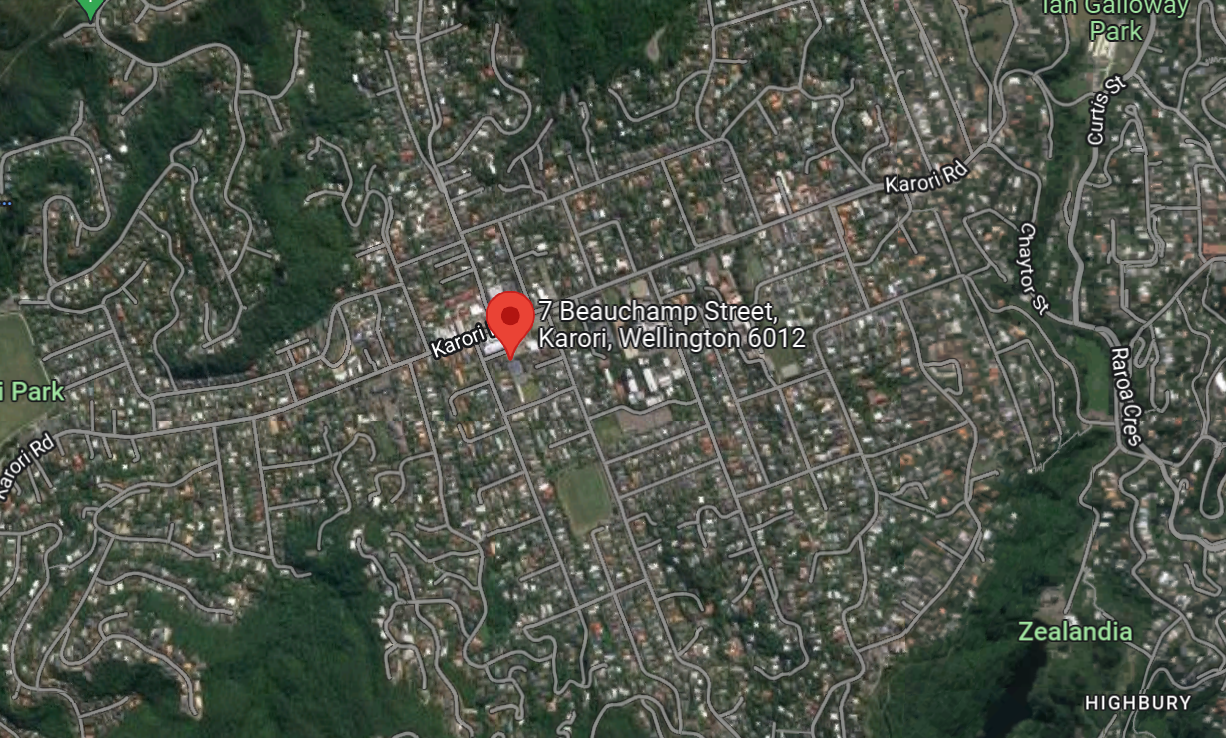 Ian Galloway
Park
Curtis St
Karori Rd
Chaytor St
7 Beauchamp Street,
Karori, Wellington 6012
Karori
Raroa Cres
i Park
Karori Rd
Zealandia
HIGHBURY